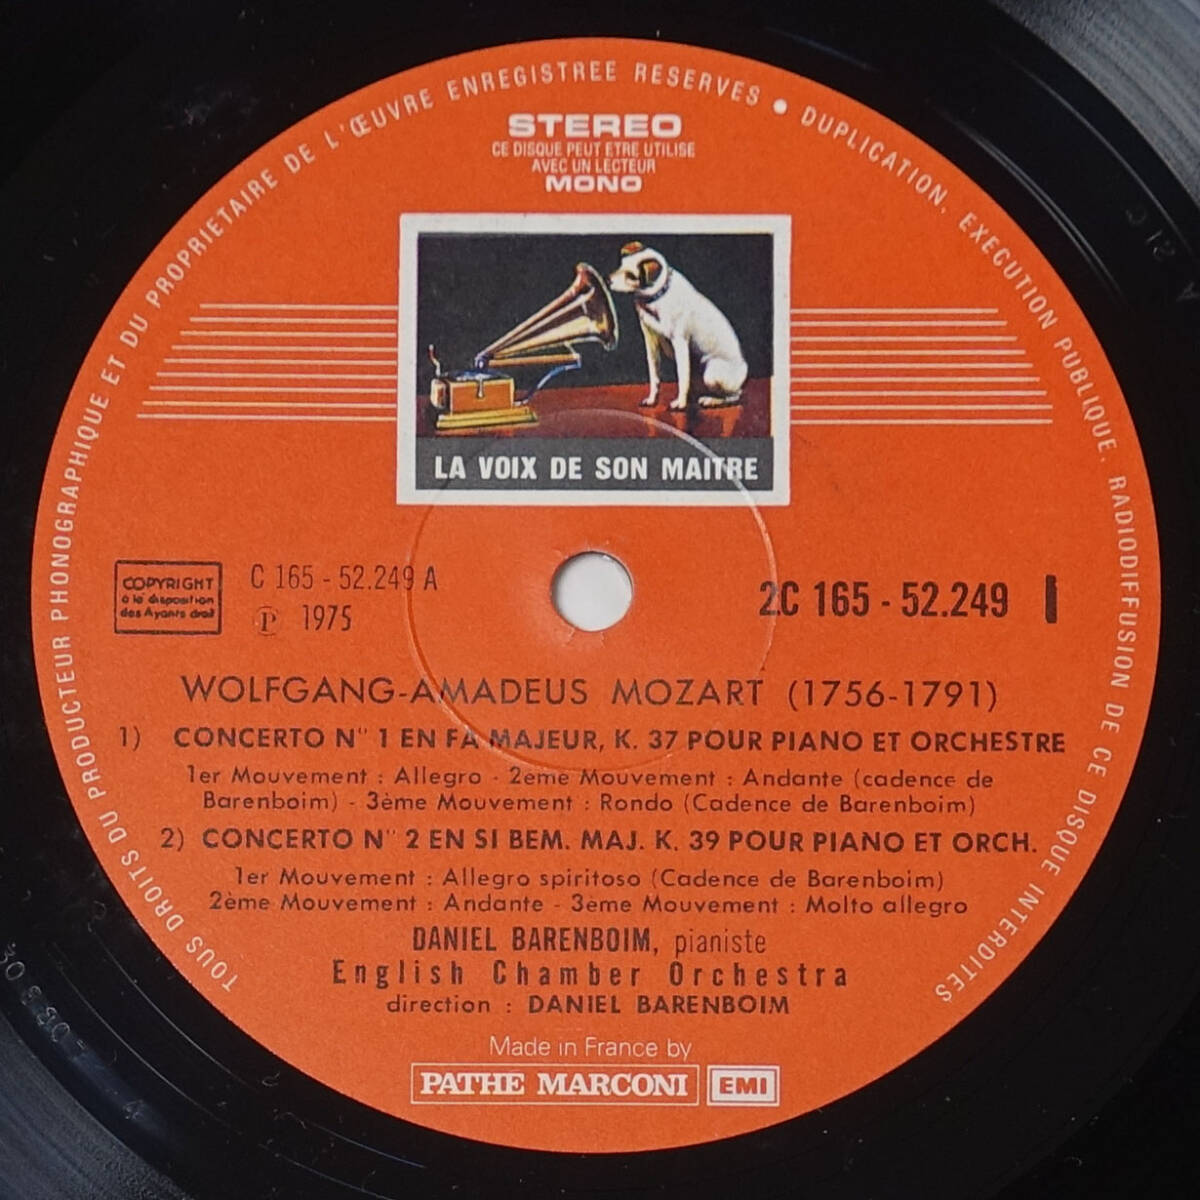 TOUS DROITS DU PRODUCTEUR PHONOGRAPHIQUE ET DU PROPRIETAIRE DE L'ŒUVRE ENREGISTREE RESERVES • DUPLICATION, EXECUTION PUBLIQUE, RADIODIFFUSION DE CE DISQUE INTERDITES
STEREO
CE DISQUE PEUT ETRE UTILISE
AVEC UN LECTEUR
MONO
LA VOIX DE SON MAITRE
COPYRIGHT
à la disposition
des Ayants droit
C 165 - 52.249 A
℗ 1975
2C 165 - 52.249 I
WOLFGANG-AMADEUS MOZART (1756-1791)
1) CONCERTO N" 1 EN FA MAJEUR, K. 37 POUR PIANO ET ORCHESTRE
1er Mouvement : Allegro - 2ème Mouvement : Andante (cadence de
Barenboim) - 3ème Mouvement : Rondo (Cadence de Barenboim)
2) CONCERTO N" 2 EN SI BEM. MAJ. K. 39 POUR PIANO ET ORCH.
1er Mouvement : Allegro spiritoso (Cadence de Barenboim)
2ème Mouvement : Andante - 3ème Mouvement : Molto allegro
DANIEL BARENBOIM, pianiste
English Chamber Orchestra
direction : DANIEL BARENBOIM
Made in France by
PATHE MARCONI EMI